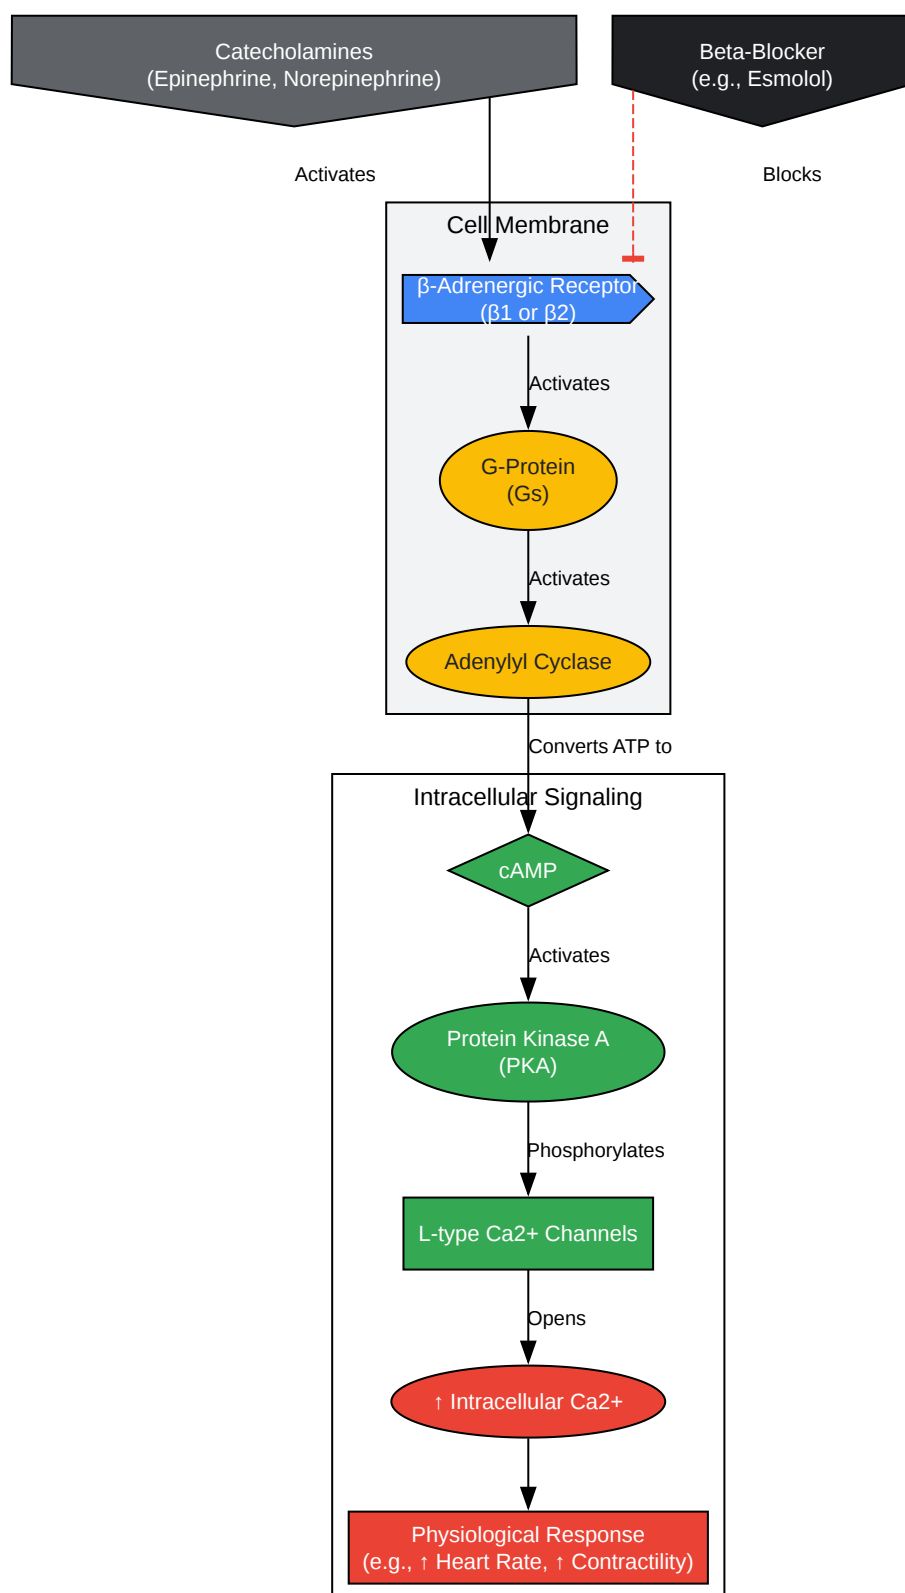 Catecholamines
(Epinephrine, Norepinephrine)
Beta-Blocker
(e.g., Esmolol)
Activates
Blocks
Cell Membrane
β-Adrenergic Receptor
(β1 or β2)
Activates
G-Protein
(Gs)
Activates
Adenylyl Cyclase
Converts ATP to
Intracellular Signaling
cAMP
Activates
Protein Kinase A
(PKA)
Phosphorylates
L-type Ca2+ Channels
Opens
↑ Intracellular Ca2+
Physiological Response
(e.g., ↑ Heart Rate, ↑ Contractility)